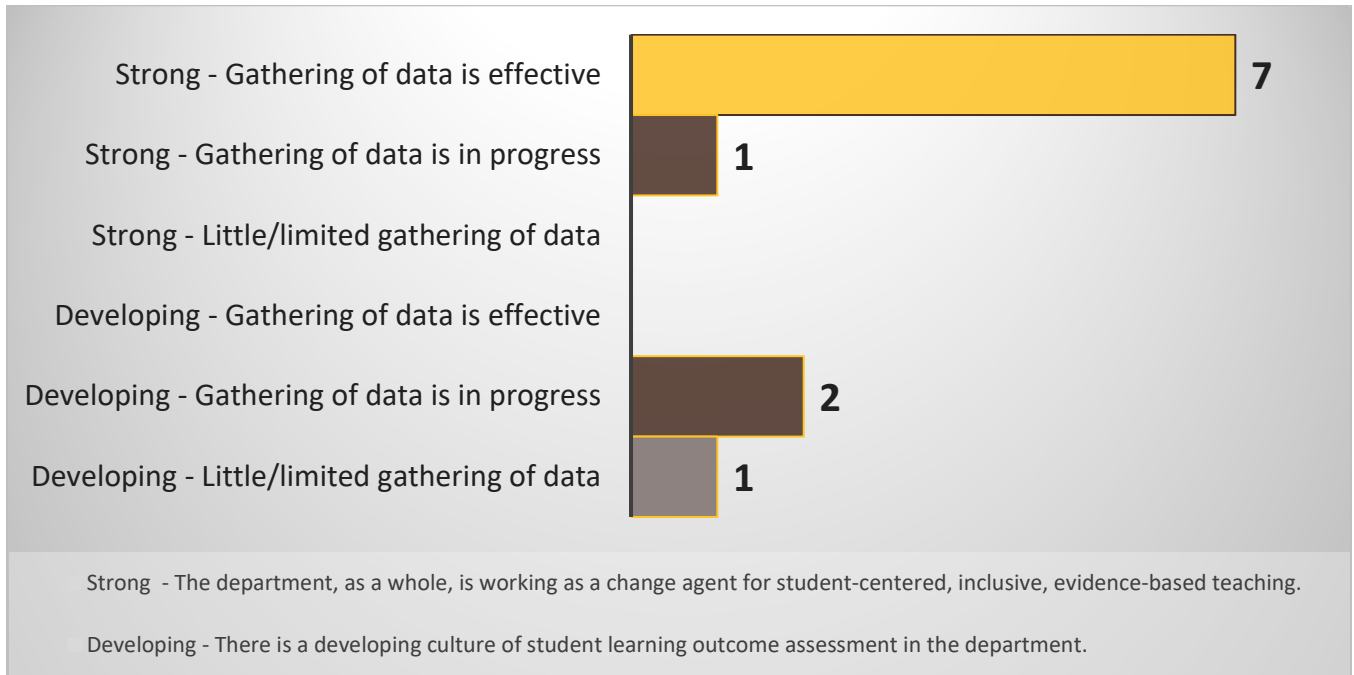 Strong - Gathering of data is effective
7
Strong - Gathering of data is in progress
1
Strong - Little/limited gathering of data
Developing - Gathering of data is effective
Developing - Gathering of data is in progress
2
Developing - Little/limited gathering of data
1
Strong  - The department, as a whole, is working as a change agent for student-centered, inclusive, evidence-based teaching.
Developing - There is a developing culture of student learning outcome assessment in the department.